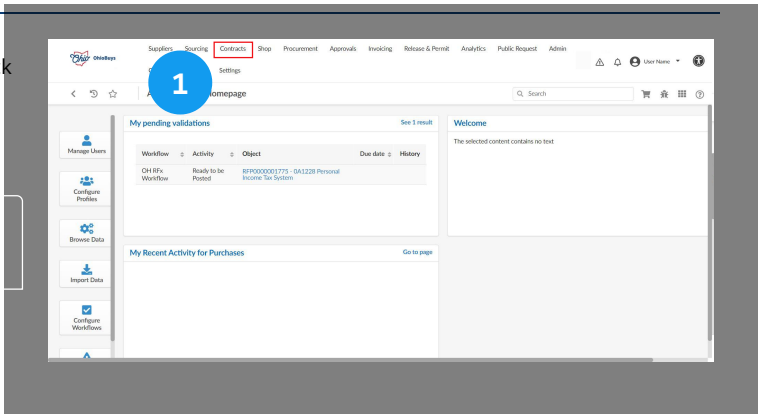 k
Suppliers Sourcing Contracts Shop Procurement Approvals Invoicing Release & Permit Analytics Public Request Admin
Ohio OhioBuys
Settings
User Name
1
Homepage
Search
My pending validations
See 1 result
Welcome
The selected content contains no text
Manage Users
Workflow Activity Object Due date History
OH RFx Workflow
Ready to be Posted
RFP0000001775 - 0A1228 Personal Income Tax System
Configure Profiles
Browse Data
My Recent Activity for Purchases
Go to page
Import Data
Configure Workflows